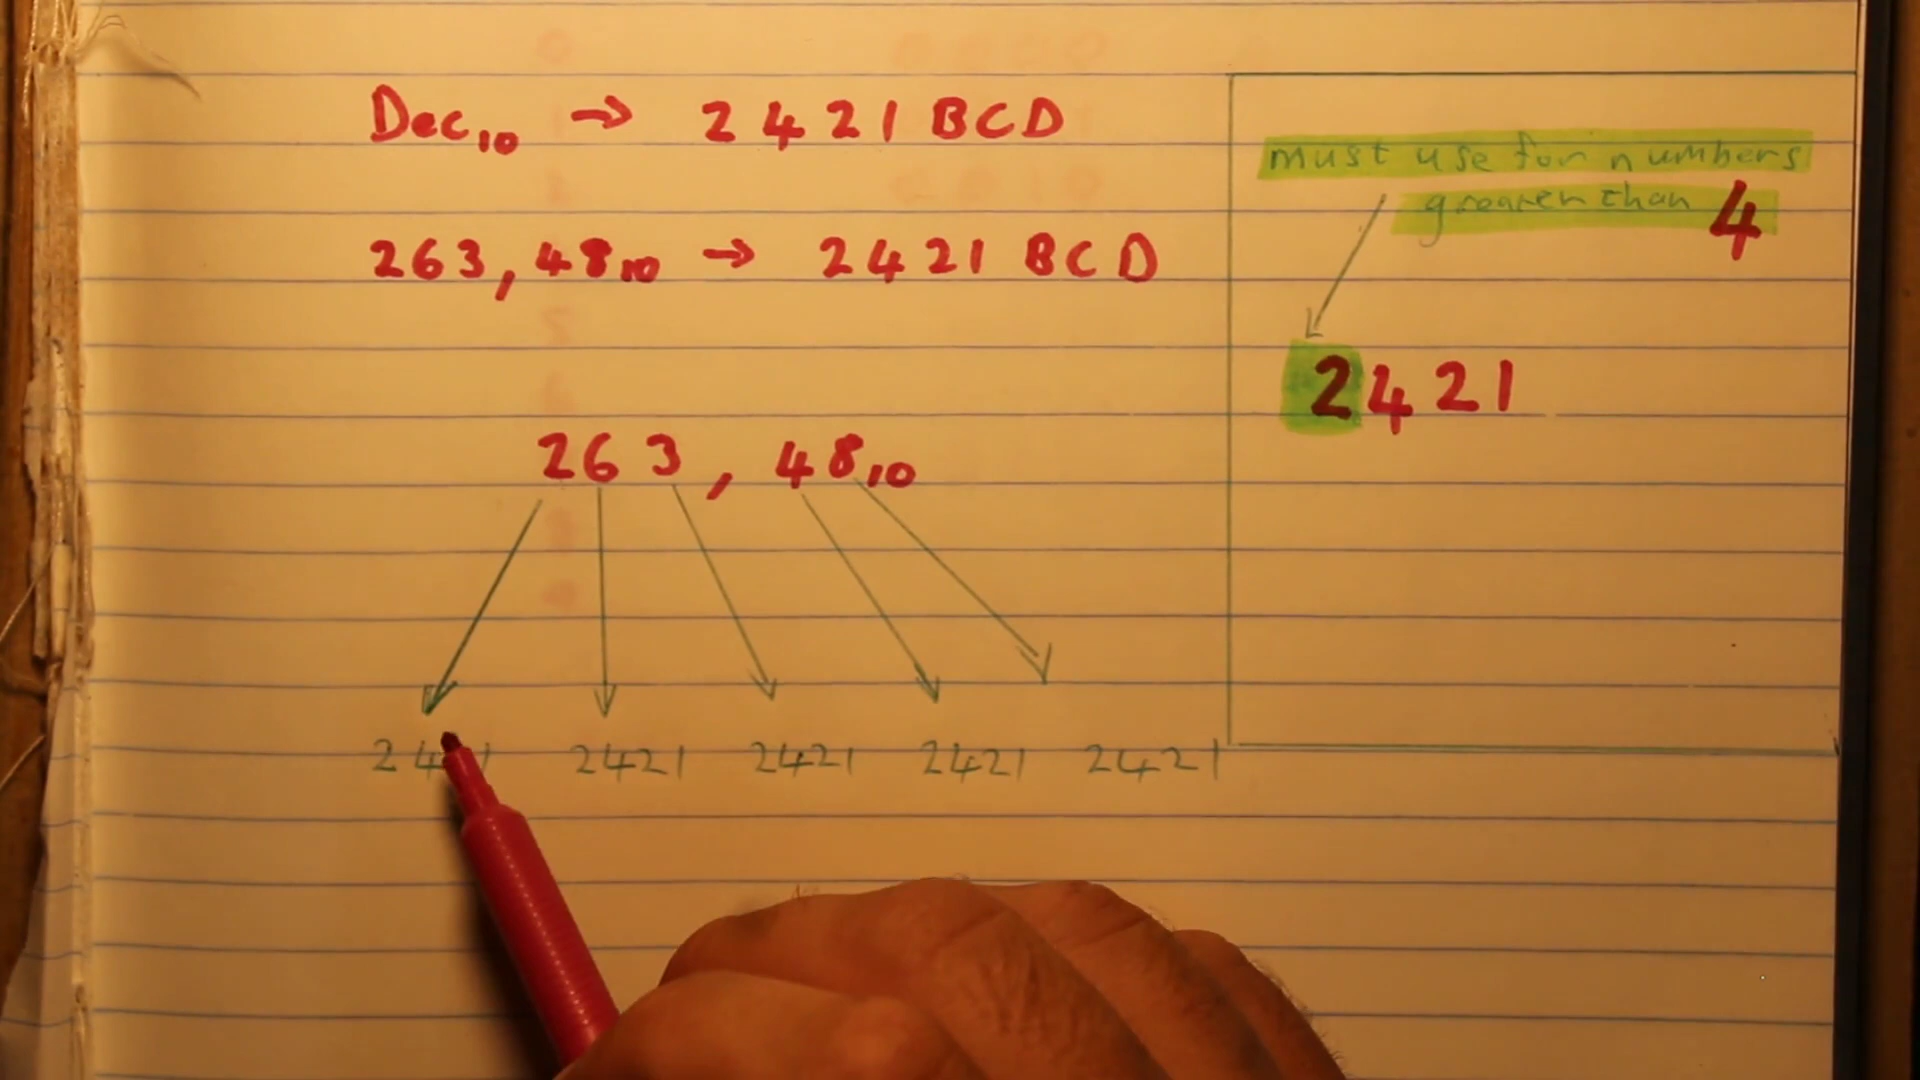 Dec₁₀ → 2421 BCD
263,48₁₀ → 2421 BCD
263,48₁₀
2421 2421 2421 2421
must use for numbers
greater than 4
2421